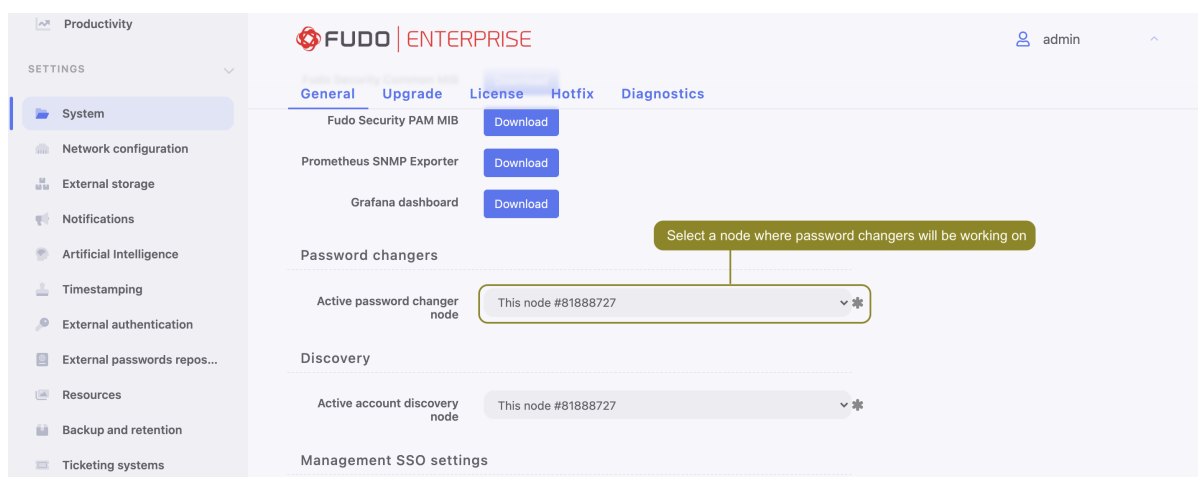 Productivity
SETTINGS
System
Network configuration
External storage
Notifications
Artificial Intelligence
Timestamping
External authentication
External passwords repos...
Resources
Backup and retention
Ticketing systems
FUDO ENTERPRISE
admin
General Upgrade License Hotfix Diagnostics
Fudo Security PAM MIB Download
Prometheus SNMP Exporter Download
Grafana dashboard Download
Select a node where password changers will be working on
Password changers
Active password changer
node
This node #81888727
Discovery
Active account discovery
node
This node #81888727
Management SSO settings